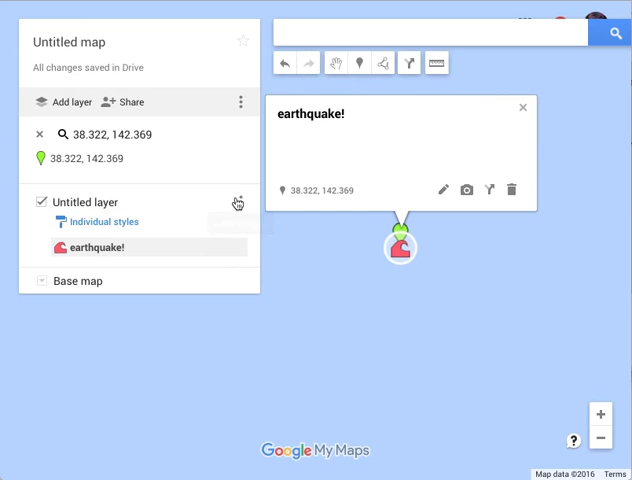 Untitled map
All changes saved in Drive
Add layer Share
38.322, 142.369
38.322, 142.369
Untitled layer
Individual styles
earthquake!
Base map
earthquake!
38.322, 142.369
Google My Maps
?
Map data ©2016 Terms